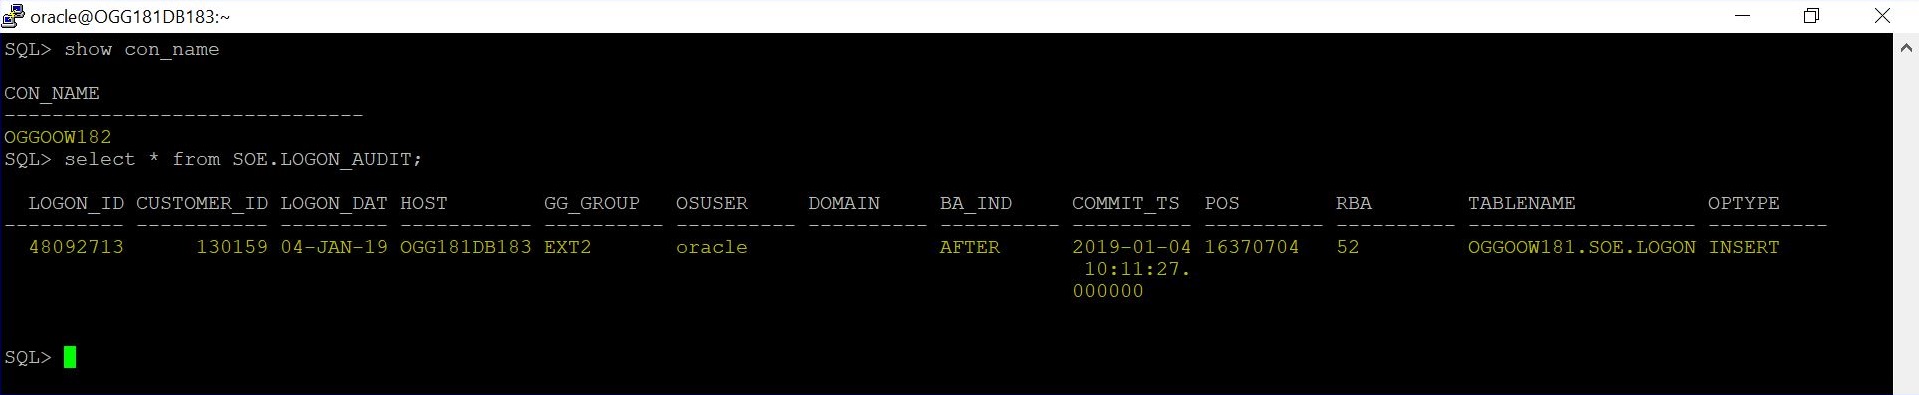 oracle@OGG181DB183:~
SQL> show con_name
CON_NAME
------------------------------
OGGOOW182
SQL> select * from SOE.LOGON_AUDIT;
  LOGON_ID CUSTOMER_ID LOGON_DAT HOST        GG_GROUP   OSUSER     DOMAIN     BA_IND     COMMIT_TS  POS        RBA        TABLENAME           OPTYPE
---------- ----------- --------- ----------- ---------- ---------- ---------- ---------- ---------- ---------- ---------- ------------------- ----------
  48092713      130159 04-JAN-19 OGG181DB183 EXT2       oracle                AFTER      2019-01-04 16370704   52         OGGOOW181.SOE.LOGON INSERT
                                                                                          10:11:27.
                                                                                         000000
SQL>